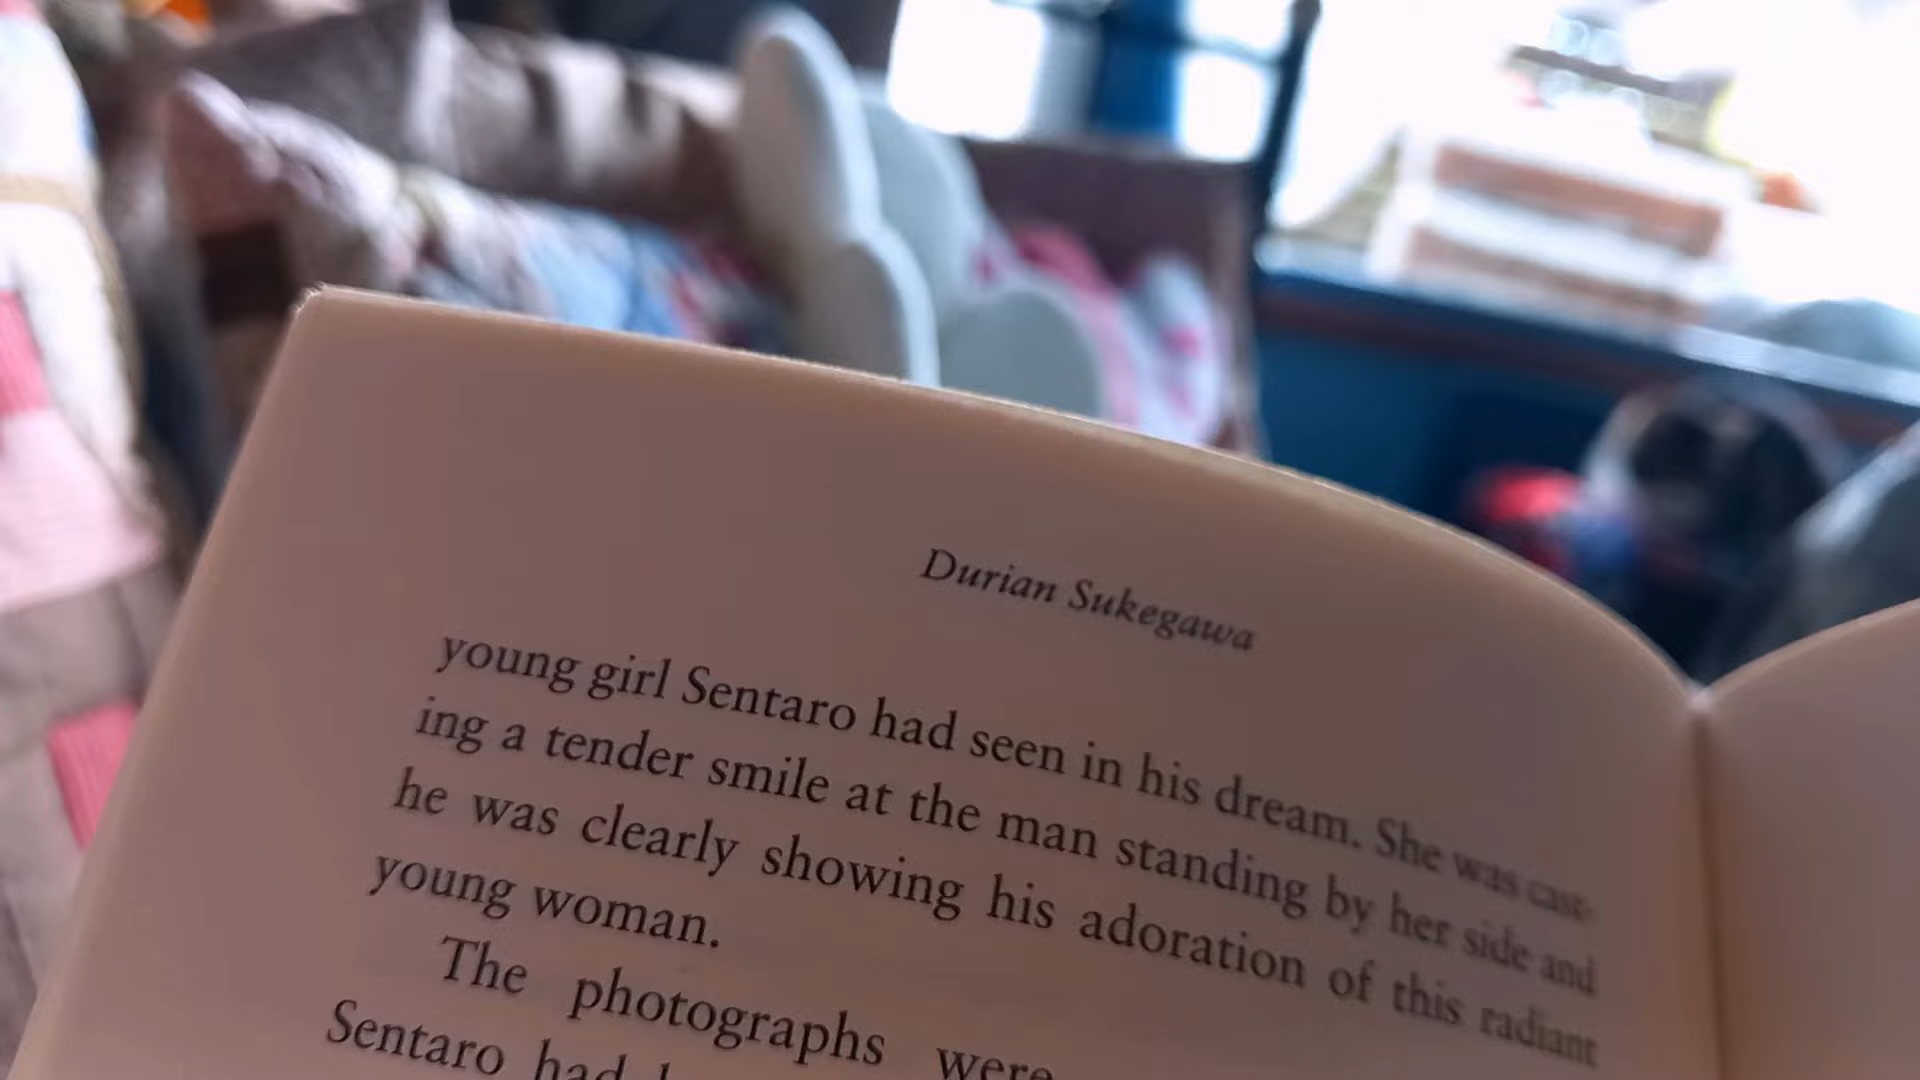 Durian Sukegawa
young girl Sentaro had seen in his dream. She was cast-
ing a tender smile at the man standing by her side and
he was clearly showing his adoration of this radiant
young woman.
The photographs were
Sentaro had